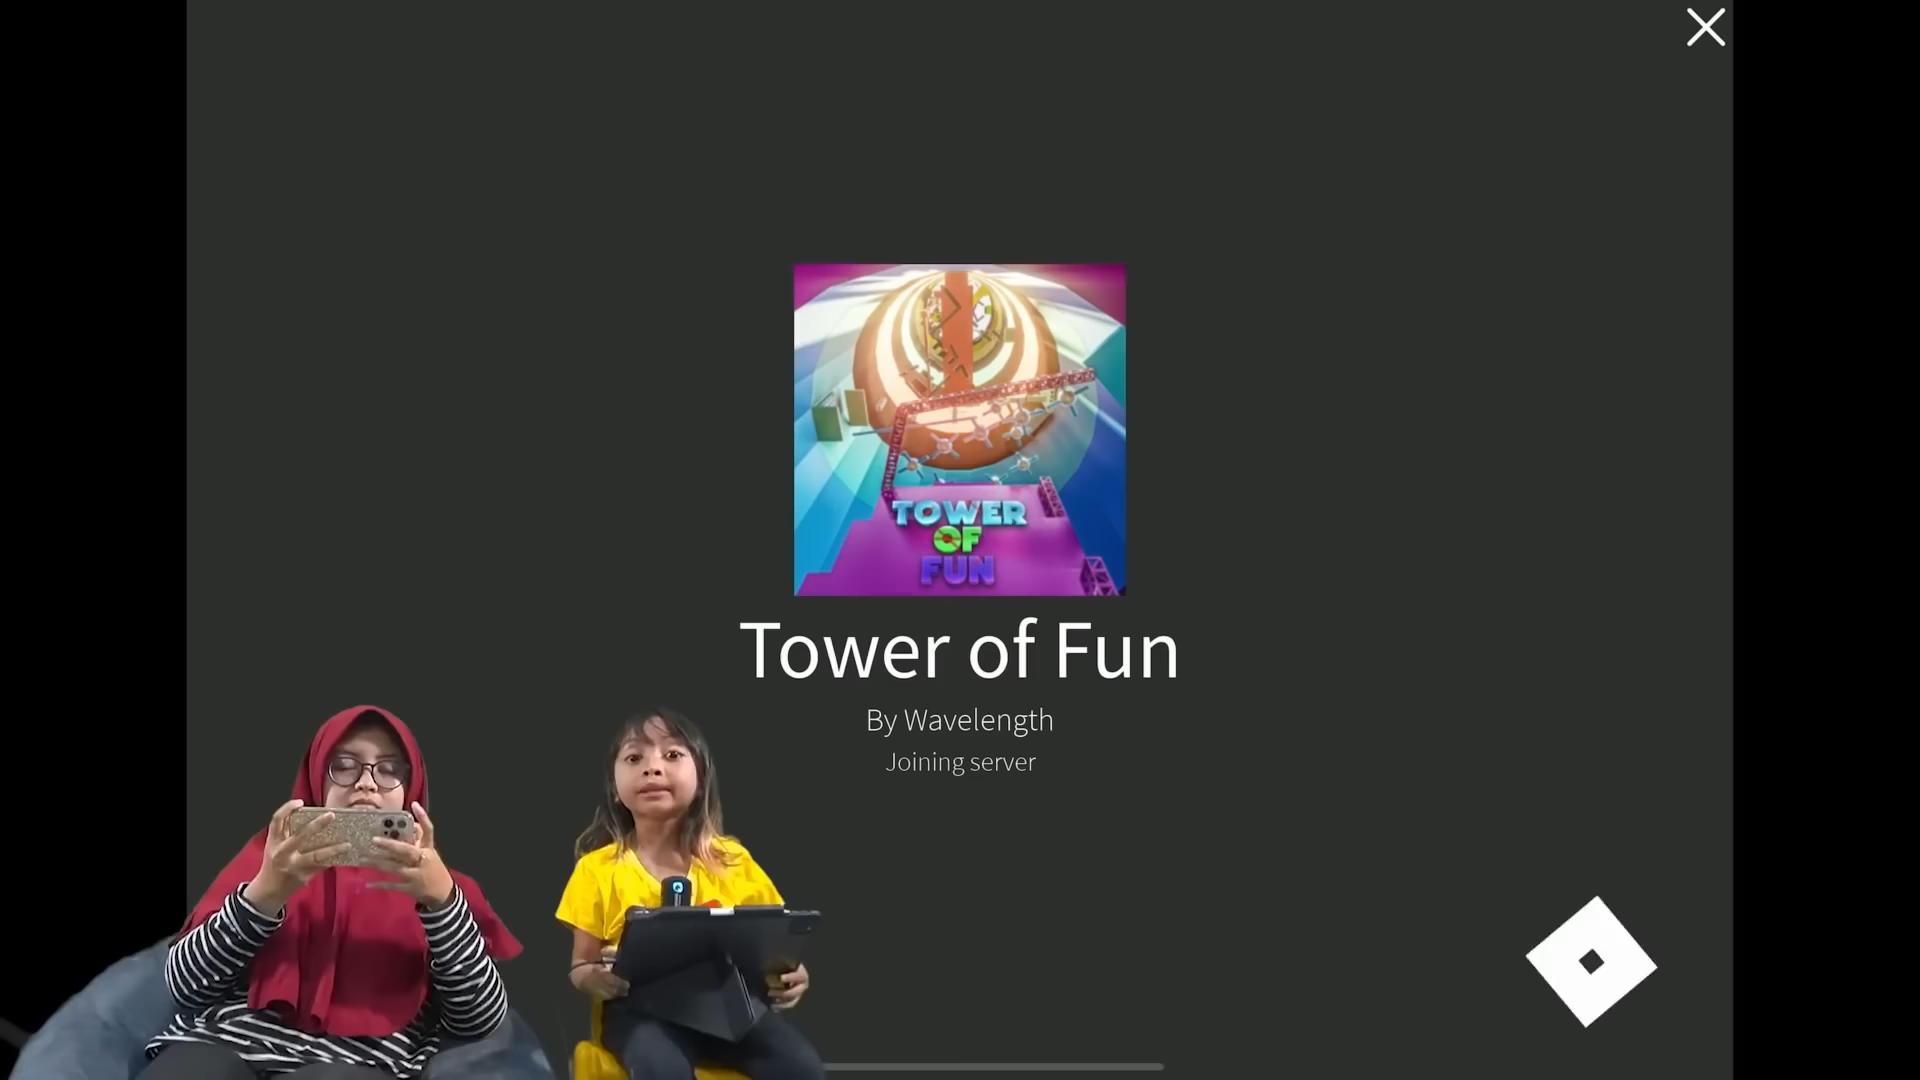 TOWER
OF
FUN
Tower of Fun
By Wavelength
Joining server